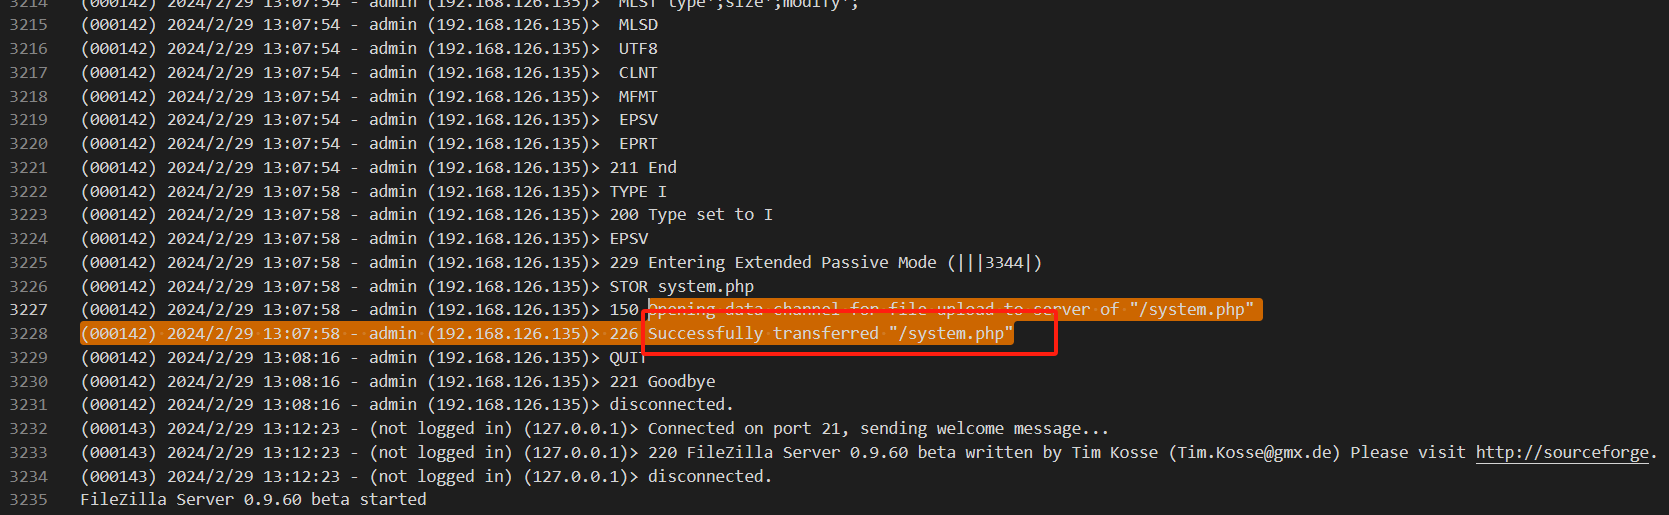 3214 MLST type*;size*;modify*;
3215 (000142) 2024/2/29 13:07:54 - admin (192.168.126.135)> MLSD
3216 (000142) 2024/2/29 13:07:54 - admin (192.168.126.135)> UTF8
3217 (000142) 2024/2/29 13:07:54 - admin (192.168.126.135)> CLNT
3218 (000142) 2024/2/29 13:07:54 - admin (192.168.126.135)> MFMT
3219 (000142) 2024/2/29 13:07:54 - admin (192.168.126.135)> EPSV
3220 (000142) 2024/2/29 13:07:54 - admin (192.168.126.135)> EPRT
3221 (000142) 2024/2/29 13:07:54 - admin (192.168.126.135)> 211 End
3222 (000142) 2024/2/29 13:07:58 - admin (192.168.126.135)> TYPE I
3223 (000142) 2024/2/29 13:07:58 - admin (192.168.126.135)> 200 Type set to I
3224 (000142) 2024/2/29 13:07:58 - admin (192.168.126.135)> EPSV
3225 (000142) 2024/2/29 13:07:58 - admin (192.168.126.135)> 229 Entering Extended Passive Mode (|||3344|)
3226 (000142) 2024/2/29 13:07:58 - admin (192.168.126.135)> STOR system.php
3227 (000142) 2024/2/29 13:07:58 - admin (192.168.126.135)> 150 Opening data channel for file upload to server of "/system.php"
3228 (000142) 2024/2/29 13:07:58 - admin (192.168.126.135)> 226 Successfully transferred "/system.php"
3229 (000142) 2024/2/29 13:08:16 - admin (192.168.126.135)> QUIT
3230 (000142) 2024/2/29 13:08:16 - admin (192.168.126.135)> 221 Goodbye
3231 (000142) 2024/2/29 13:08:16 - admin (192.168.126.135)> disconnected.
3232 (000143) 2024/2/29 13:12:23 - (not logged in) (127.0.0.1)> Connected on port 21, sending welcome message...
3233 (000143) 2024/2/29 13:12:23 - (not logged in) (127.0.0.1)> 220 FileZilla Server 0.9.60 beta written by Tim Kosse (Tim.Kosse@gmx.de) Please visit http://sourceforge.
3234 (000143) 2024/2/29 13:12:23 - (not logged in) (127.0.0.1)> disconnected.
3235 FileZilla Server 0.9.60 beta started